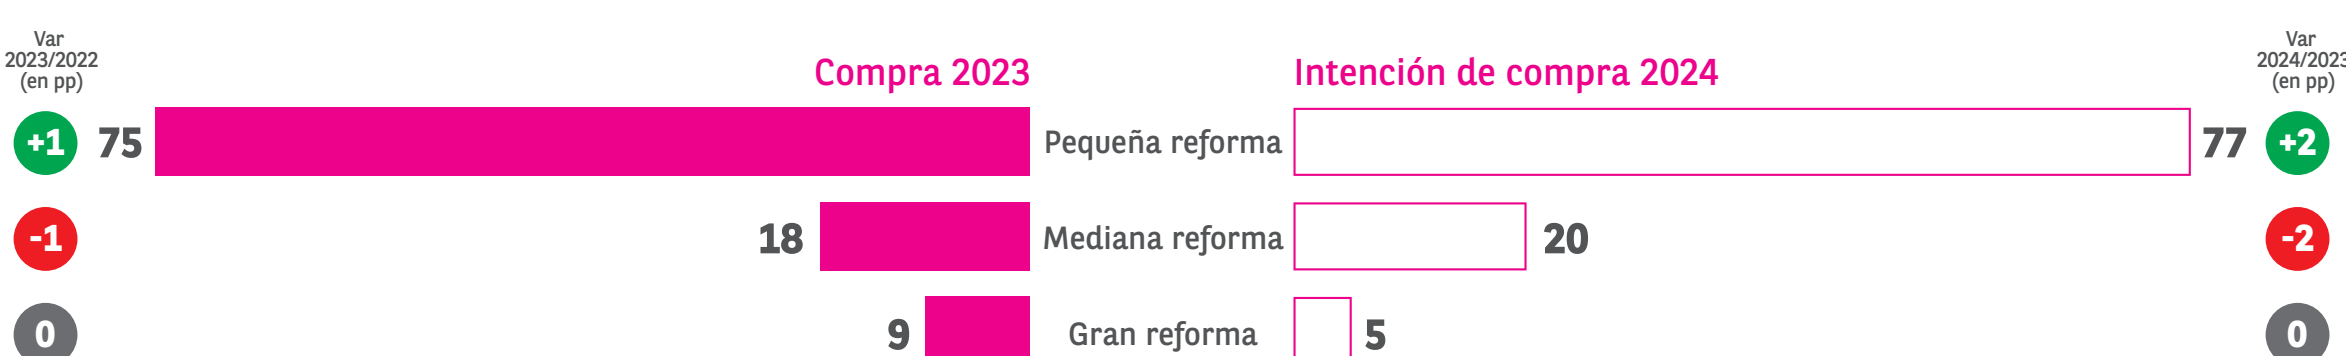 Var
2023/2022
(en pp)
Compra 2023
Intención de compra 2024
Var
2024/2023
(en pp)
+1 75 Pequeña reforma 77 +2
-1 18 Mediana reforma 20 -2
0 9 Gran reforma 5 0